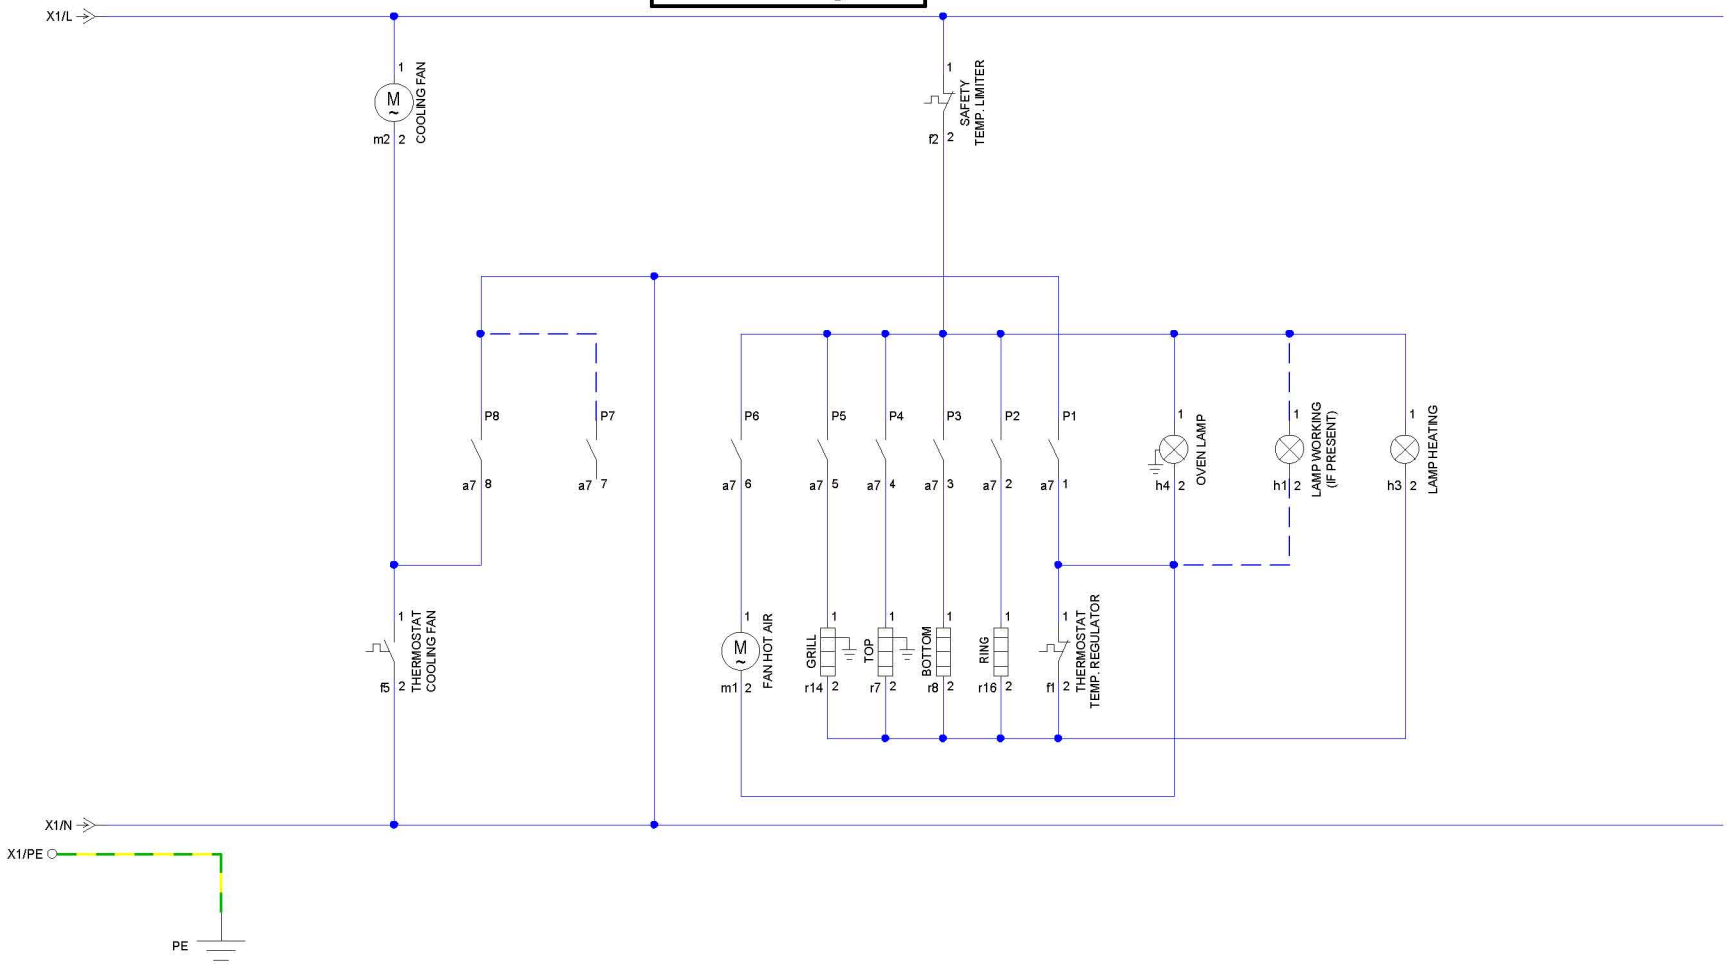 X1/L
1
M
~
m2 2
COOLING FAN
1
f2 2
SAFETY
TEMP. LIMITER
P8
a7 8
P7
a7 7
P6
a7 6
P5
a7 5
P4
a7 4
P3
a7 3
P2
a7 2
P1
a7 1
1
h4 2
OVEN LAMP
1
h1 2
LAMP WORKING
(IF PRESENT)
1
h3 2
LAMP HEATING
1
f5 2
THERMOSTAT
COOLING FAN
1
M
~
m1 2
FAN HOT AIR
1
GRILL
r14 2
1
TOP
r7 2
1
BOTTOM
r8 2
1
RING
r16 2
1
f1 2
THERMOSTAT
TEMP. REGULATOR
X1/N
X1/PE
PE